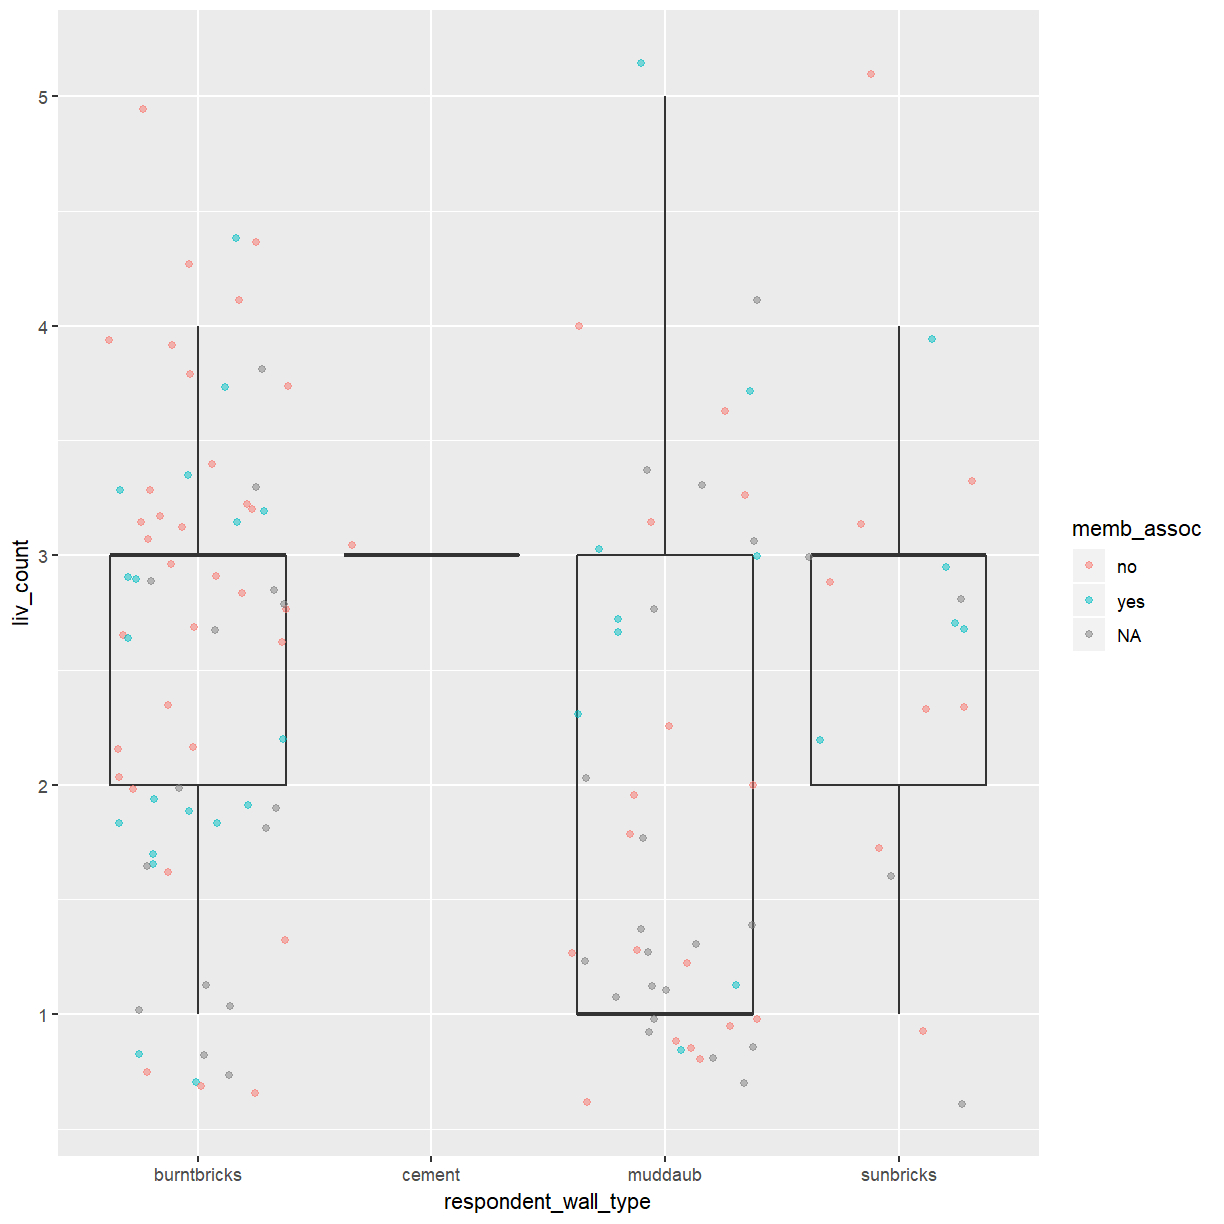 5
4
3
2
1
liv_count
burntbricks
cement
muddaub
sunbricks
respondent_wall_type
memb_assoc
no
yes
NA